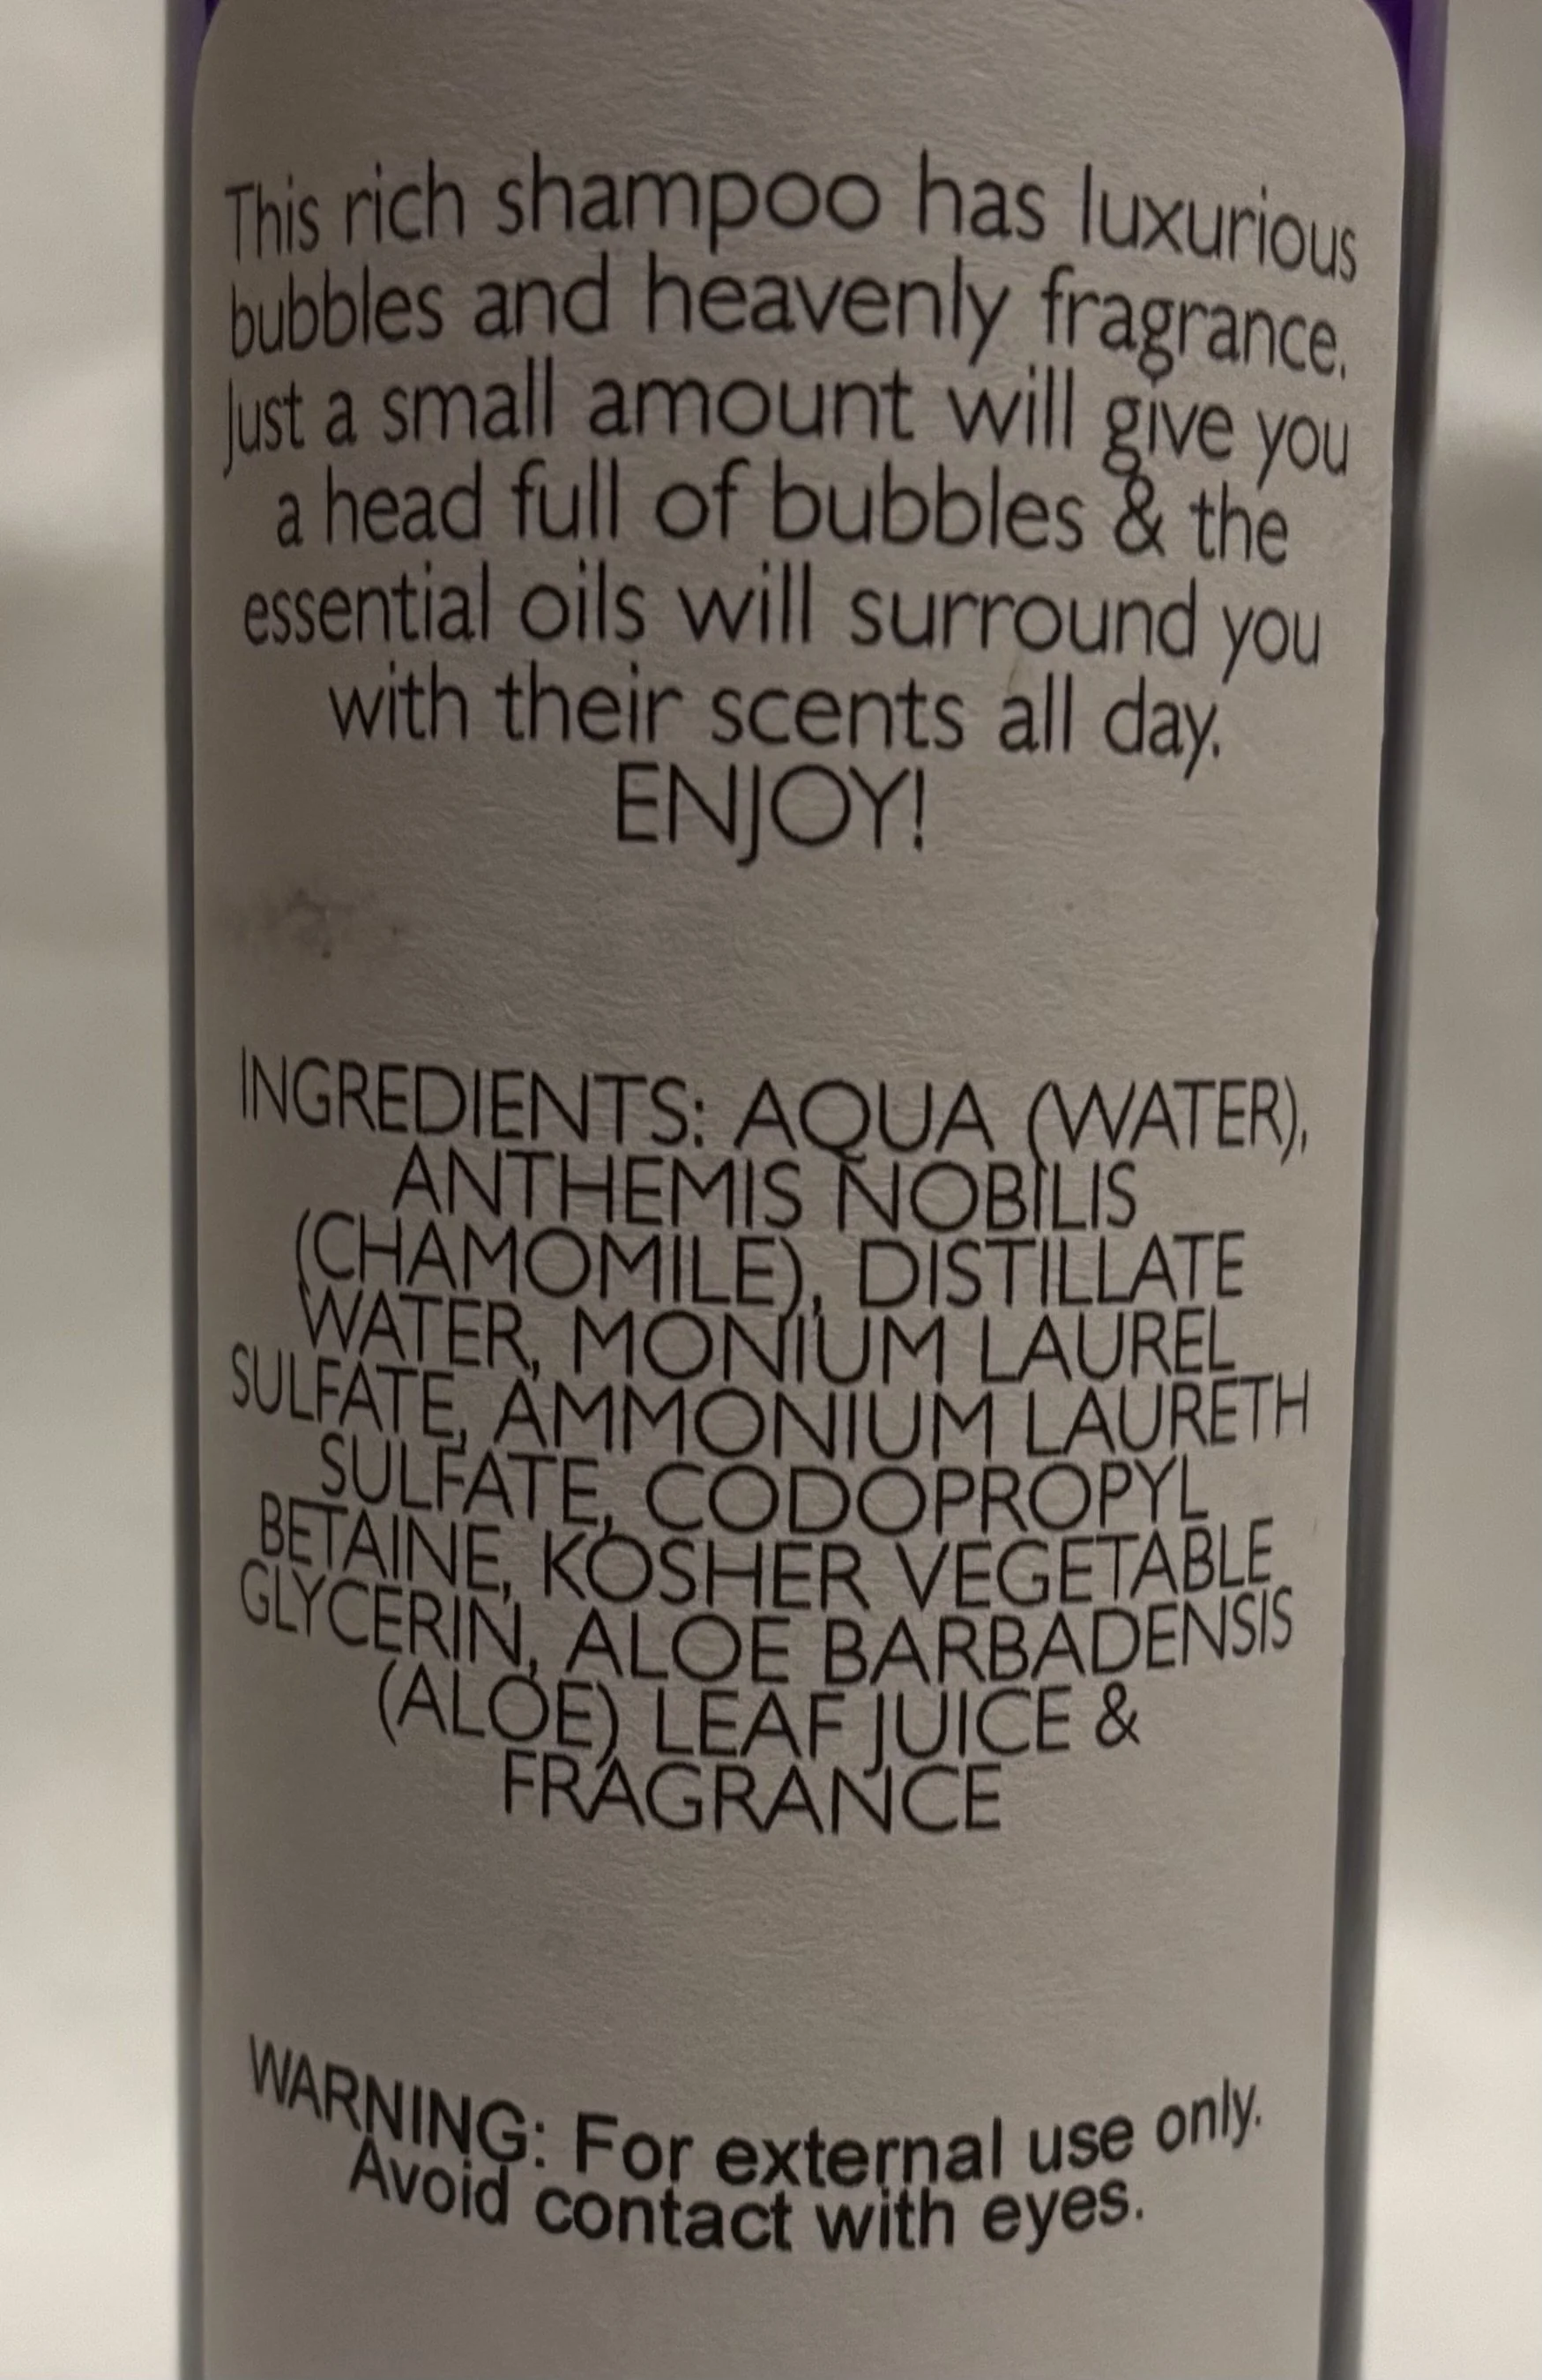 This rich shampoo has luxurious
bubbles and heavenly fragrance.
Just a small amount will give you
a head full of bubbles & the
essential oils will surround you
with their scents all day.
ENJOY!
INGREDIENTS: AQUA (WATER),
ANTHEMIS NOBILIS
(CHAMOMILE), DISTILLATE
WATER, MONIUM LAUREL
SULFATE, AMMONIUM LAURETH
SULFATE, CODOPROPYL
BETAINE, KOSHER VEGETABLE
GLYCERIN, ALOE BARBADENSIS
(ALOE) LEAF JUICE &
FRAGRANCE
WARNING: For external use only.
Avoid contact with eyes.